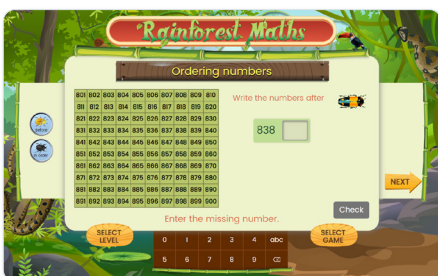 Rainforest Maths
Ordering numbers
801 802 803 804 805 806 807 808 809 810
811 812 813 814 815 816 817 818 819 820
821 822 823 824 825 826 827 828 829 830
831 832 833 834 835 836 837 838 839 840
841 842 843 844 845 846 847 848 849 850
851 852 853 854 855 856 857 858 859 860
861 862 863 864 865 866 867 868 869 870
871 872 873 874 875 876 877 878 879 880
881 882 883 884 885 886 887 888 889 890
891 892 893 894 895 896 897 898 899 900
Write the numbers after
838
before
in order
NEXT
Check
Enter the missing number.
SELECT
LEVEL
0 1 2 3 4 abc
5 6 7 8 9
SELECT
GAME